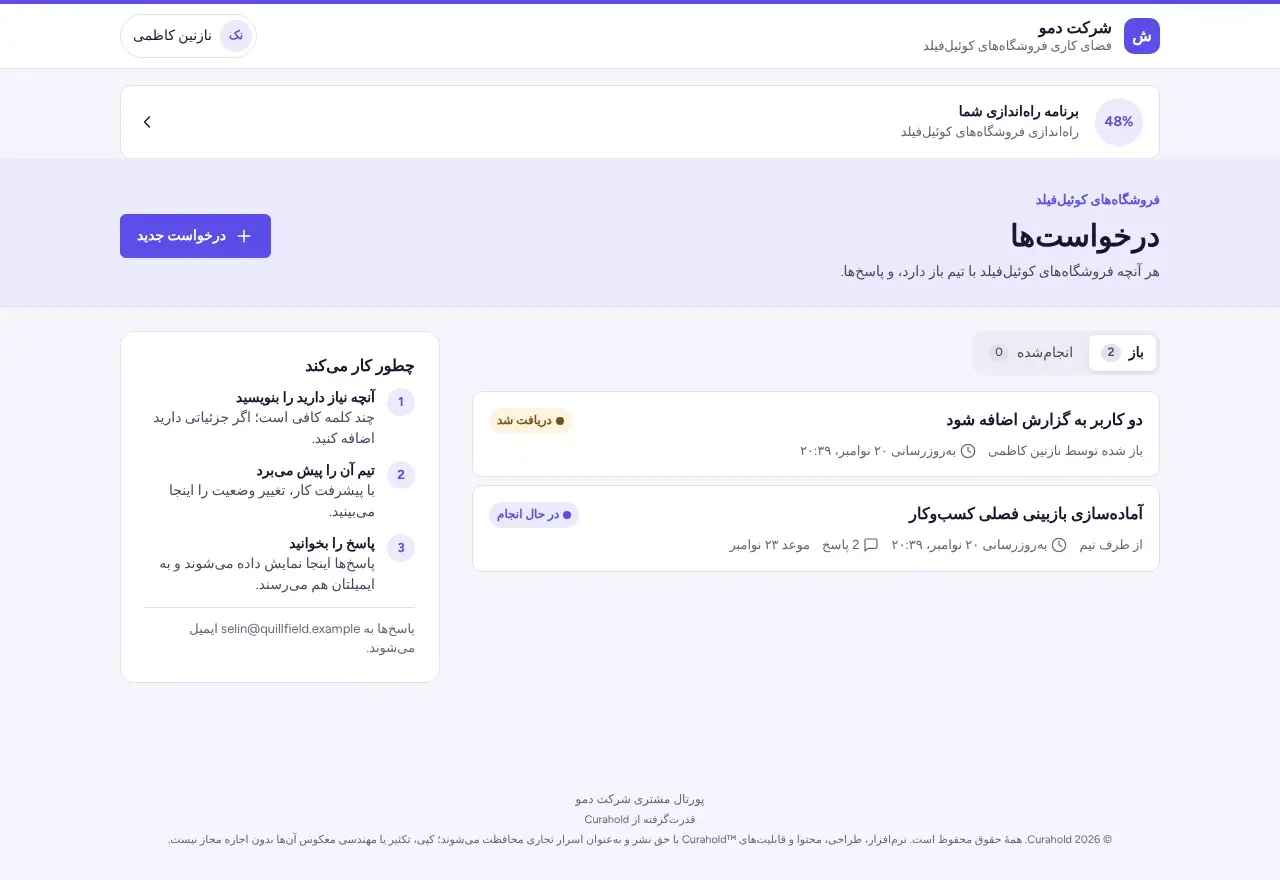 ش
شرکت دمو
فضای کاری فروشگاه‌های کوئیل‌فیلد
نک
نازنین کاظمی
48%
برنامه راه‌اندازی شما
راه‌اندازی فروشگاه‌های کوئیل‌فیلد
فروشگاه‌های کوئیل‌فیلد
درخواست‌ها
هر آنچه فروشگاه‌های کوئیل‌فیلد با تیم باز دارد، و پاسخ‌ها.
درخواست جدید
باز 2
انجام‌شده 0
دو کاربر به گزارش اضافه شود
دریافت شد
باز شده توسط نازنین کاظمی به‌روزرسانی ۲۰ نوامبر، ۲۰:۳۹
آماده‌سازی بازبینی فصلی کسب‌وکار
در حال انجام
از طرف تیم به‌روزرسانی ۲۰ نوامبر، ۲۰:۳۹ 2 پاسخ موعد ۲۳ نوامبر
چطور کار می‌کند
1
آنچه نیاز دارید را بنویسید
چند کلمه کافی است؛ اگر جزئیاتی دارید
اضافه کنید.
2
تیم آن را پیش می‌برد
با پیشرفت کار، تغییر وضعیت را اینجا
می‌بینید.
3
پاسخ را بخوانید
پاسخ‌ها اینجا نمایش داده می‌شوند و به
ایمیلتان هم می‌رسند.
پاسخ‌ها به selin@quillfield.example ایمیل
می‌شوند.
پورتال مشتری شرکت دمو
قدرت‌گرفته از Curahold
© 2026 Curahold. همهٔ حقوق محفوظ است. نرم‌افزار، طراحی، محتوا و قابلیت‌های Curahold™ با حق نشر و به‌عنوان اسرار تجاری محافظت می‌شوند؛ کپی، تکثیر یا مهندسی معکوس آن‌ها بدون اجازه مجاز نیست.